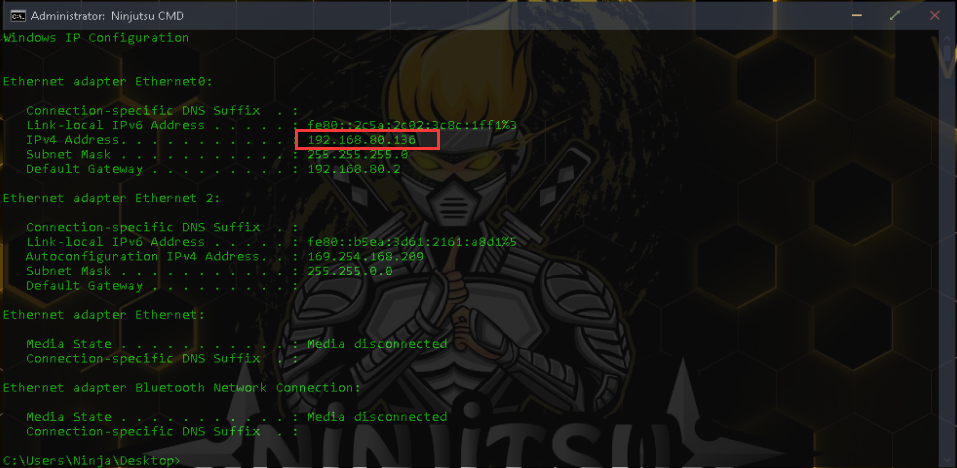 Administrator: Ninjutsu CMD
Windows IP Configuration
Ethernet adapter Ethernet0:
Connection-specific DNS Suffix . :
Link-local IPv6 Address . . . . . : fe80::2c5a:2c02:3c8c:1ff1%3
IPv4 Address. . . . . . . . . . . : 192.168.80.136
Subnet Mask . . . . . . . . . . . : 255.255.255.0
Default Gateway . . . . . . . . . : 192.168.80.2
Ethernet adapter Ethernet 2:
Connection-specific DNS Suffix . :
Link-local IPv6 Address . . . . . : fe80::b5ea:3d61:2161:a8d1%5
Autoconfiguration IPv4 Address. . : 169.254.168.209
Subnet Mask . . . . . . . . . . . : 255.255.0.0
Default Gateway . . . . . . . . . :
Ethernet adapter Ethernet:
Media State . . . . . . . . . . . : Media disconnected
Connection-specific DNS Suffix . :
Ethernet adapter Bluetooth Network Connection:
Media State . . . . . . . . . . . : Media disconnected
Connection-specific DNS Suffix . :
NINJUTSU
C:\Users\Ninja\Desktop>